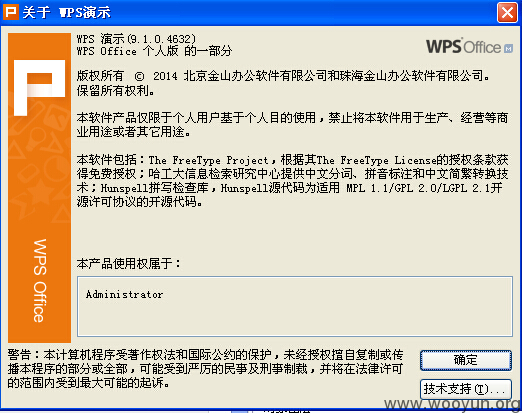 关于 WPS演示
WPS 演示(9.1.0.4632)
WPS Office 个人版 的一部分
WPS Office
版权所有 © 2014 北京金山办公软件有限公司和珠海金山办公软件有限公司。
保留所有权利。
本软件产品仅限于个人用户基于个人目的使用，禁止将本软件用于生产、经营等商
业用途或者其它用途。
本软件包括：The FreeType Project，根据其The FreeType License的授权条款获
得免费授权；哈工大信息检索研究中心提供中文分词、拼音标注和中文简繁转换技
术；Hunspell拼写检查库，Hunspell源代码为适用 MPL 1.1/GPL 2.0/LGPL 2.1开
源许可协议的开源代码。
WPS Office
本产品使用权属于：
Administrator
警告：本计算机程序受著作权法和国际公约的保护，未经授权擅自复制或传
播本程序的部分或全部，可能受到严厉的民事及刑事制裁，并将在法律许可
的范围内受到最大可能的起诉。
确定
技术支持(T)...
www.wooyun.org